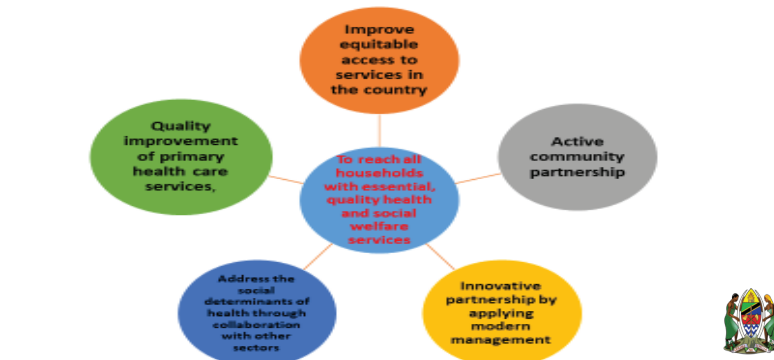 Improve
equitable
access to
services in
the country
Quality
improvement
of primary
health care
services,
Active
community
partnership
To reach all
households
with essential,
quality health
and social
welfare
services
Address the
social
determinants of
health through
collaboration
with other
sectors
Innovative
partnership by
applying
modern
management